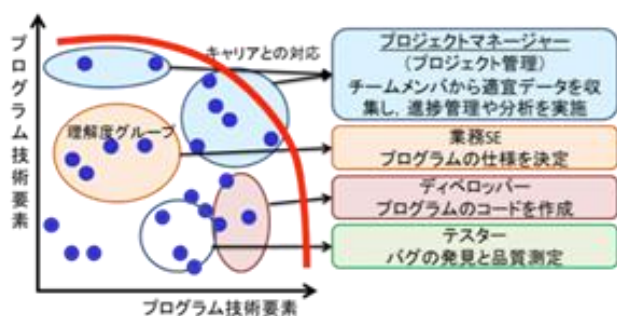 プログラム技術要素
キャリアとの対応
理解度グループ
プログラム技術要素
プロジェクトマネージャー
(プロジェクト管理)
チームメンバから適宜データを収
集し,進捗管理や分析を実施
業務SE
プログラムの仕様を決定
ディベロッパー
プログラムのコードを作成
テスター
バグの発見と品質測定